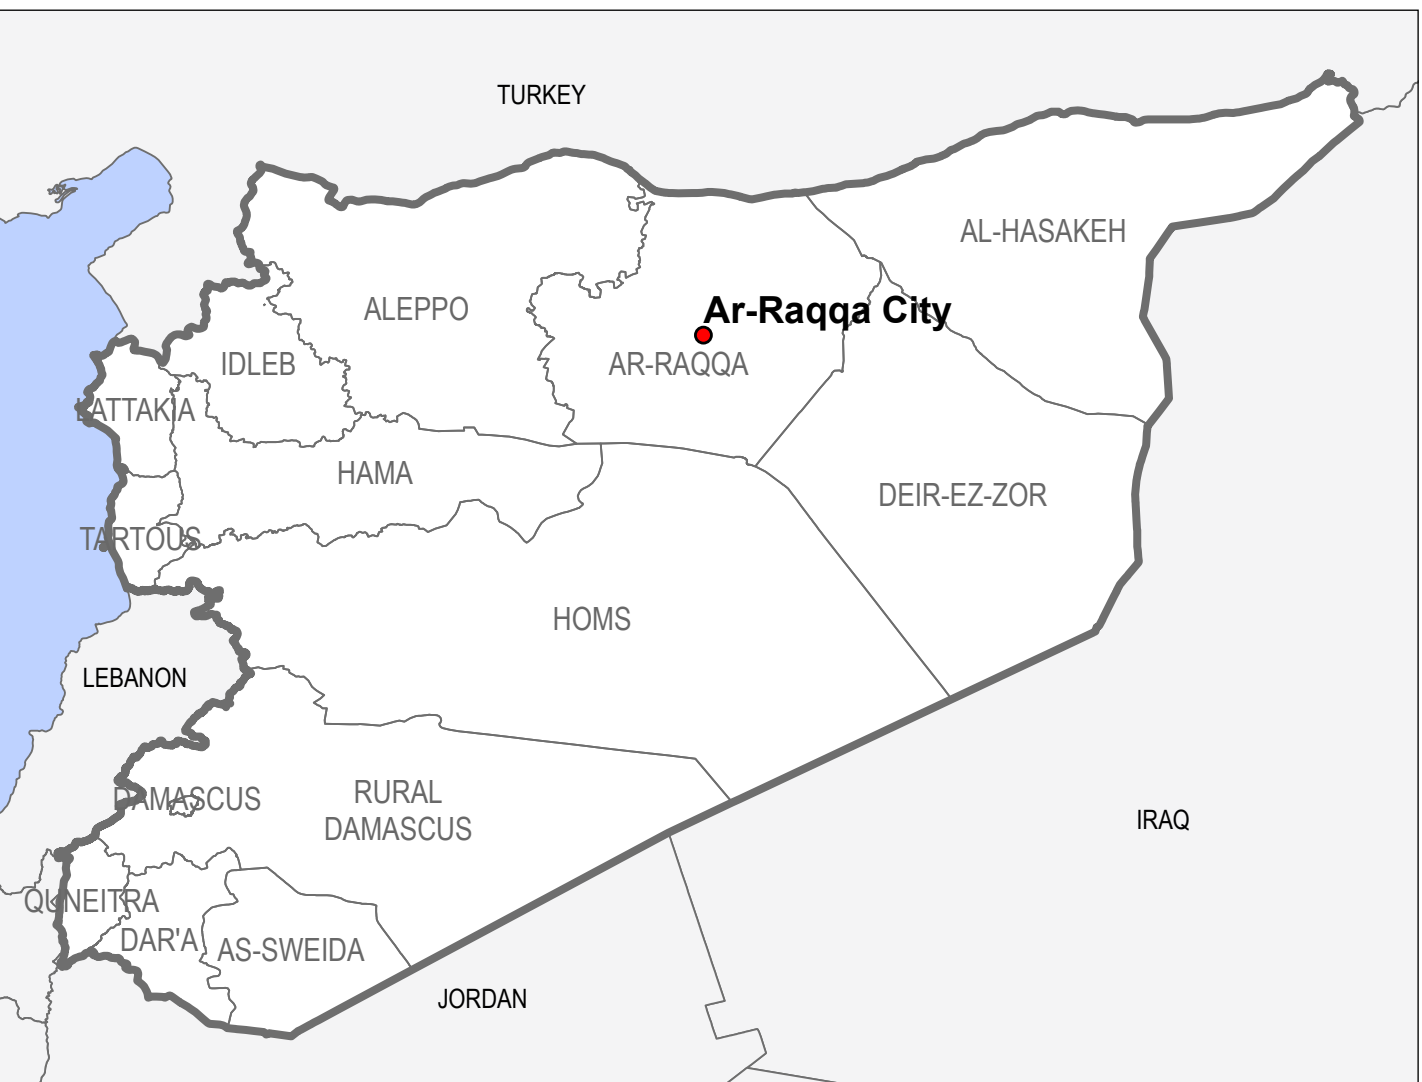 TURKEY
AL-HASAKEH
ALEPPO
Ar-Raqqa City
IDLEB
AR-RAQQA
LATTAKIA
HAMA
DEIR-EZ-ZOR
TARTOUS
HOMS
LEBANON
DAMASCUS
RURAL
DAMASCUS
IRAQ
QUNEITRA
DAR'A
AS-SWEIDA
JORDAN